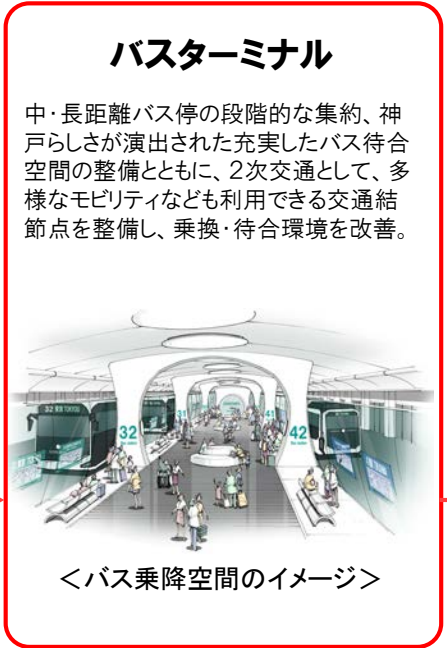 バスターミナル
中・長距離バス停の段階的な集約、神
戸らしさが演出された充実したバス待合
空間の整備とともに、２次交通として、多
様なモビリティなども利用できる交通結
節点を整備し、乗換・待合環境を改善。
32 東京 TOKYOU
32
31
41
42
＜バス乗降空間のイメージ＞